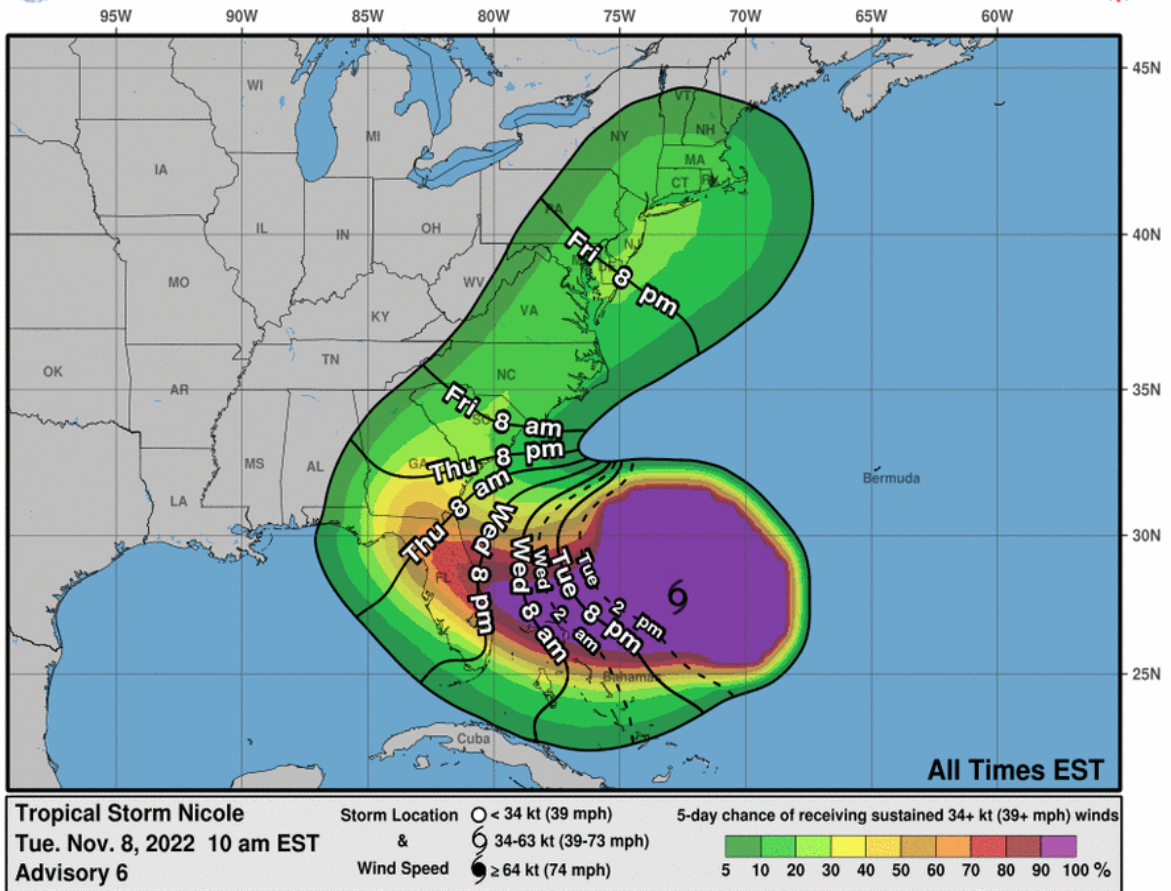 95W 90W 85W 80W 75W 70W 65W 60W
45N
WI
VT
MI
NY
NH
MA
IA
CT RI
PA
IL
IN
OH
40N
Fri 8 pm
NJ
MO
WV
KY
VA
TN
OK
NC
35N
AR
Fri 8 am
SC
Thu 8 pm
MS
AL
GA
Thu 8 am
Bermuda
LA
30N
Wed 8 pm
Wed 8 am
Wed 2 am
Tue 8 pm
Tue 2 pm
FL
Bahamas
25N
Cuba
All Times EST
Tropical Storm Nicole
Tue. Nov. 8, 2022 10 am EST
Advisory 6
Storm Location
&
Wind Speed
< 34 kt (39 mph)
34-63 kt (39-73 mph)
≥ 64 kt (74 mph)
5-day chance of receiving sustained 34+ kt (39+ mph) winds
5 10 20 30 40 50 60 70 80 90 100 %